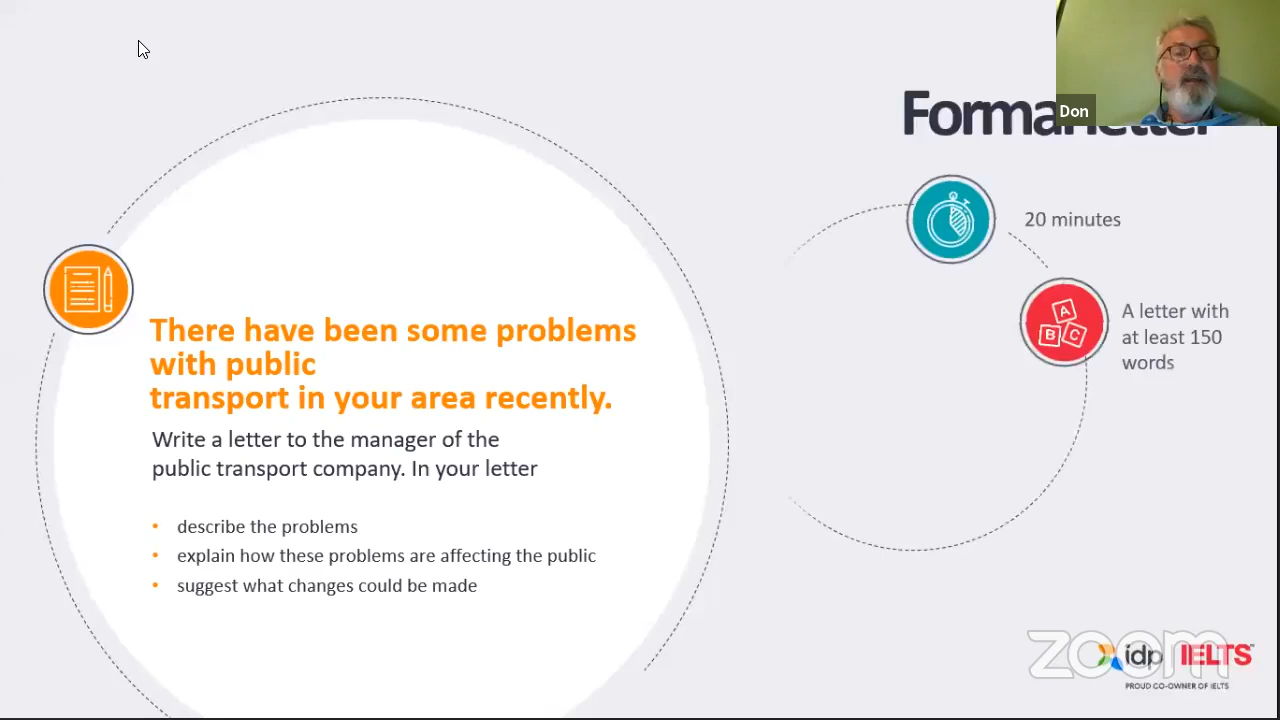 Don
20 minutes
A letter with
at least 150
words
There have been some problems
with public
transport in your area recently.
Write a letter to the manager of the
public transport company. In your letter
• describe the problems
• explain how these problems are affecting the public
• suggest what changes could be made
A
B C
zoom
idp IELTS
PROUD CO-OWNER OF IELTS